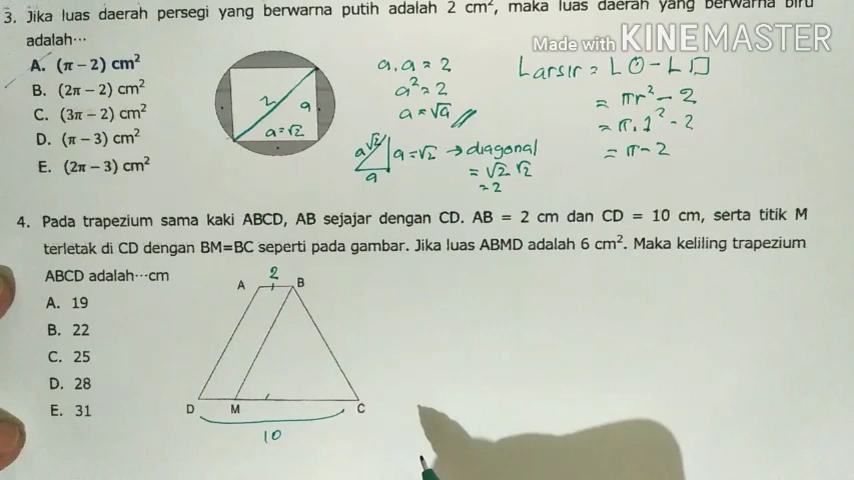 3. Jika luas daerah persegi yang berwarna putih adalah 2 cm², maka luas daerah yang berwarna biru
adalah⋯
Made with KINEMASTER
A. (π − 2) cm²
B. (2π − 2) cm²
C. (3π − 2) cm²
D. (π − 3) cm²
E. (2π − 3) cm²
2
a
a = √2
a . a = 2
a² = 2
a = √a
a√2
a = √2 → diagonal
a
= √2 √2
= 2
Larsir = L O − L □
= πr² − 2
= π . 1² − 2
= π − 2
4. Pada trapezium sama kaki ABCD, AB sejajar dengan CD. AB = 2 cm dan CD = 10 cm, serta titik M
terletak di CD dengan BM=BC seperti pada gambar. Jika luas ABMD adalah 6 cm². Maka keliling trapezium
ABCD adalah⋯cm
A. 19
B. 22
C. 25
D. 28
E. 31
2
A B
D M C
10